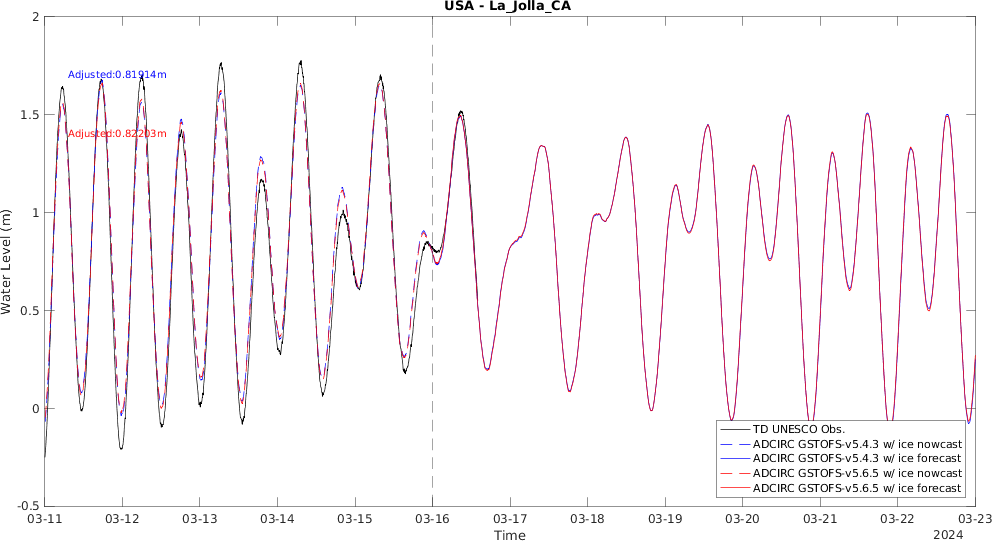 USA - La_Jolla_CA
2
1.5
1
0.5
0
-0.5
Water Level (m)
Adjusted:0.81914m
Adjusted:0.82203m
TD UNESCO Obs.
ADCIRC GSTOFS-v5.4.3 w/ ice nowcast
ADCIRC GSTOFS-v5.4.3 w/ ice forecast
ADCIRC GSTOFS-v5.6.5 w/ ice nowcast
ADCIRC GSTOFS-v5.6.5 w/ ice forecast
03-11 03-12 03-13 03-14 03-15 03-16 03-17 03-18 03-19 03-20 03-21 03-22 03-23
Time
2024